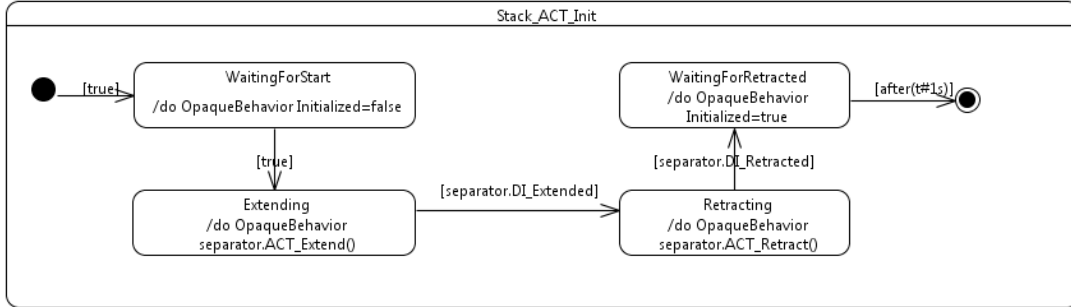 Stack_ACT_Init
[true]
WaitingForStart
/do OpaqueBehavior Initialized=false
[true]
Extending
/do OpaqueBehavior
separator.ACT_Extend()
[separator.DI_Extended]
Retracting
/do OpaqueBehavior
separator.ACT_Retract()
[separator.DI_Retracted]
WaitingForRetracted
/do OpaqueBehavior
Initialized=true
[after(t#1s)]